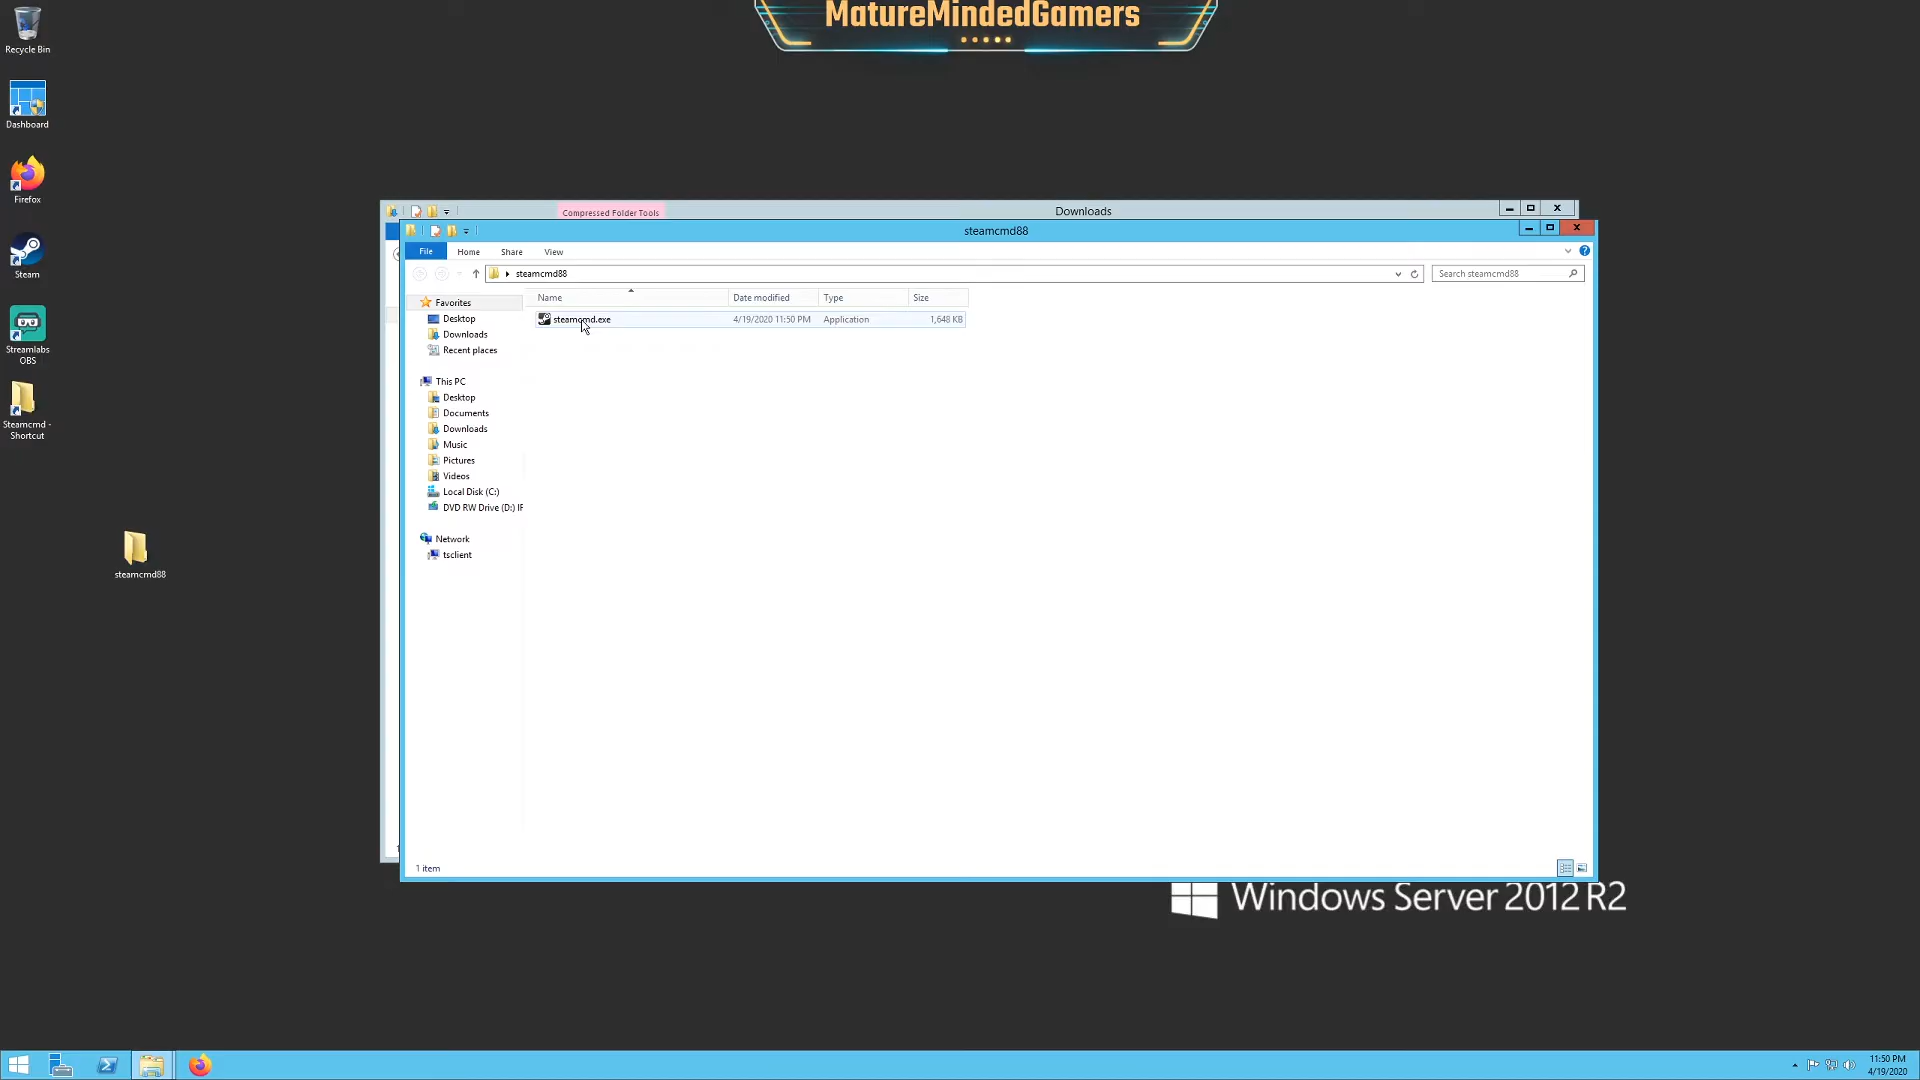 MatureMindedGamers
Recycle Bin
Dashboard
Firefox
Steam
Streamlabs
OBS
Steamcmd -
Shortcut
steamcmd88
Compressed Folder Tools
Downloads
steamcmd88
File
Home
Share
View
steamcmd88
Search steamcmd88
Name
Date modified
Type
Size
steamcmd.exe
4/19/2020 11:50 PM
Application
1,648 KB
Favorites
Desktop
Downloads
Recent places
This PC
Desktop
Documents
Downloads
Music
Pictures
Videos
Local Disk (C:)
DVD RW Drive (D:) IF
Network
tsclient
1 item
Windows Server 2012 R2
11:50 PM
4/19/2020